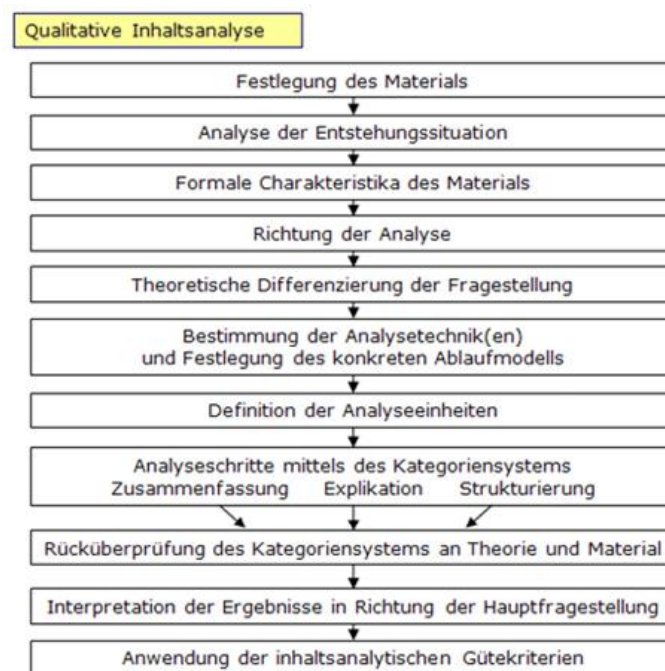 Qualitative Inhaltsanalyse
Festlegung des Materials
Analyse der Entstehungssituation
Formale Charakteristika des Materials
Richtung der Analyse
Theoretische Differenzierung der Fragestellung
Bestimmung der Analysetechnik(en)
und Festlegung des konkreten Ablaufmodells
Definition der Analyseeinheiten
Analyseschritte mittels des Kategoriensystems
Zusammenfassung Explikation Strukturierung
Rücküberprüfung des Kategoriensystems an Theorie und Material
Interpretation der Ergebnisse in Richtung der Hauptfragestellung
Anwendung der inhaltsanalytischen Gütekriterien